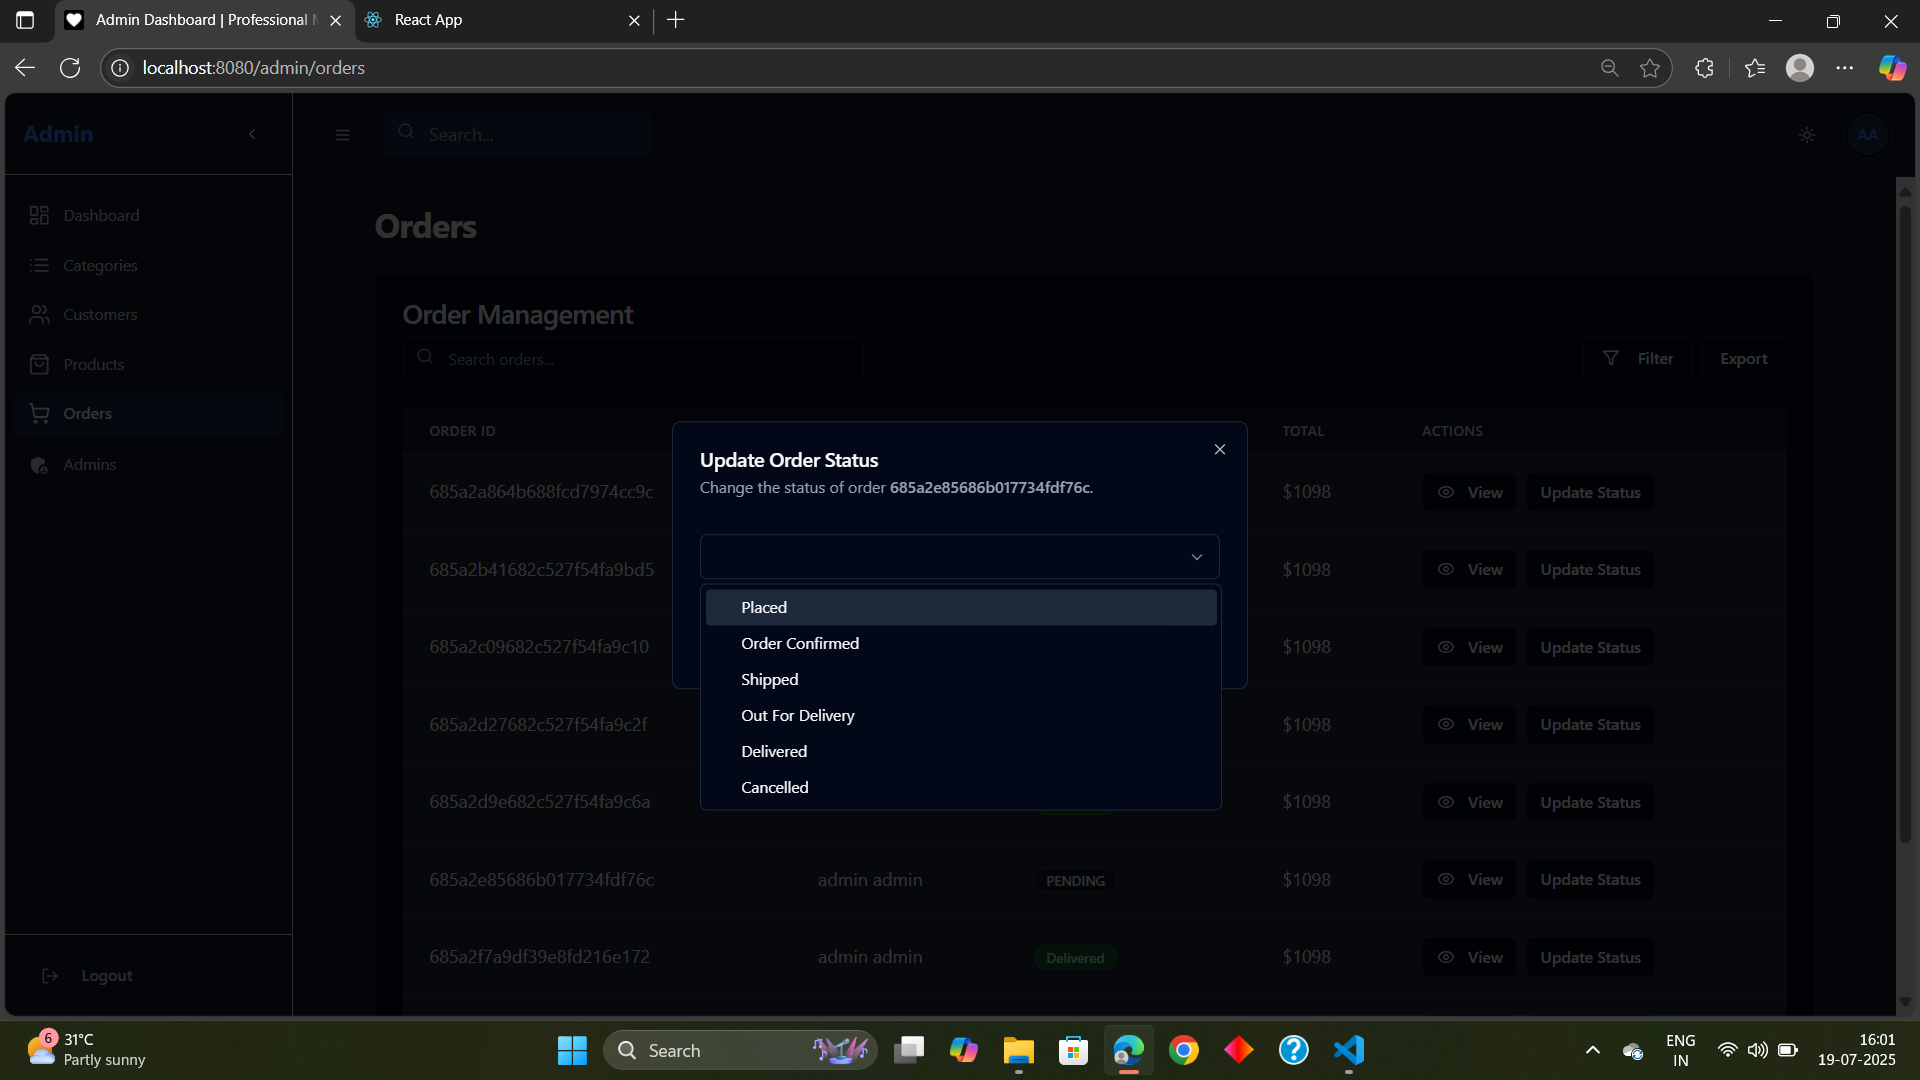 Admin Dashboard | Professional
React App
localhost:8080/admin/orders
Admin
Search...
AA
Dashboard
Categories
Customers
Products
Orders
Admins
Logout
Orders
Order Management
Search orders...
Filter
Export
ORDER ID
TOTAL
ACTIONS
685a2a864b688fcd7974cc9c
$1098
View
Update Status
685a2b41682c527f54fa9bd5
$1098
View
Update Status
685a2c09682c527f54fa9c10
$1098
View
Update Status
685a2d27682c527f54fa9c2f
$1098
View
Update Status
685a2d9e682c527f54fa9c6a
$1098
View
Update Status
685a2e85686b017734fdf76c
admin admin
PENDING
$1098
View
Update Status
685a2f7a9df39e8fd216e172
admin admin
Delivered
$1098
View
Update Status
Update Order Status
Change the status of order 685a2e85686b017734fdf76c.
Placed
Order Confirmed
Shipped
Out For Delivery
Delivered
Cancelled
6
31°C
Partly sunny
Search
ENG
IN
16:01
19-07-2025